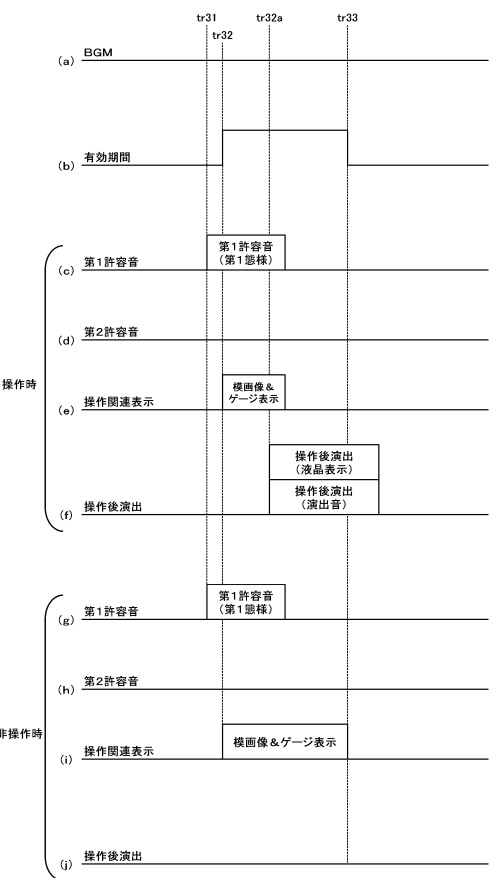 tr31 tr32a tr33
tr32
(a) BGM
(b) 有効期間
操作時
第1許容音
(第1態様)
(c) 第1許容音
(d) 第2許容音
模画像&
ゲージ表示
(e) 操作関連表示
操作後演出
(液晶表示)
操作後演出
(演出音)
(f) 操作後演出
非操作時
第1許容音
(第1態様)
(g) 第1許容音
(h) 第2許容音
模画像&ゲージ表示
(i) 操作関連表示
(j) 操作後演出